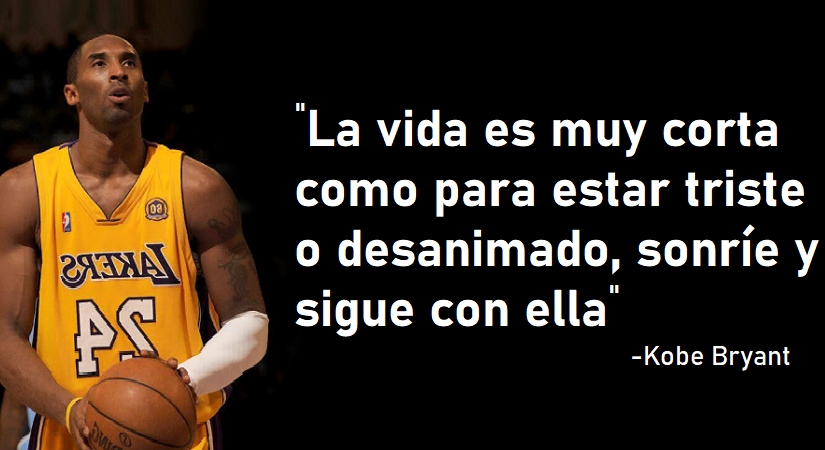 "La vida es muy corta
como para estar triste
o desanimado, sonríe y
sigue con ella"
-Kobe Bryant
LAKERS
24